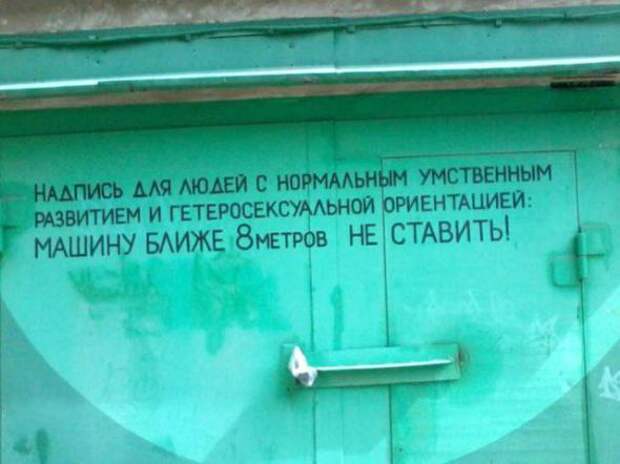 НАДПИСЬ ДЛЯ ЛЮДЕЙ С НОРМАЛЬНЫМ УМСТВЕННЫМ
РАЗВИТИЕМ И ГЕТЕРОСЕКСУАЛЬНОЙ ОРИЕНТАЦИЕЙ:
МАШИНУ БЛИЖЕ 8МЕТРОВ НЕ СТАВИТЬ!